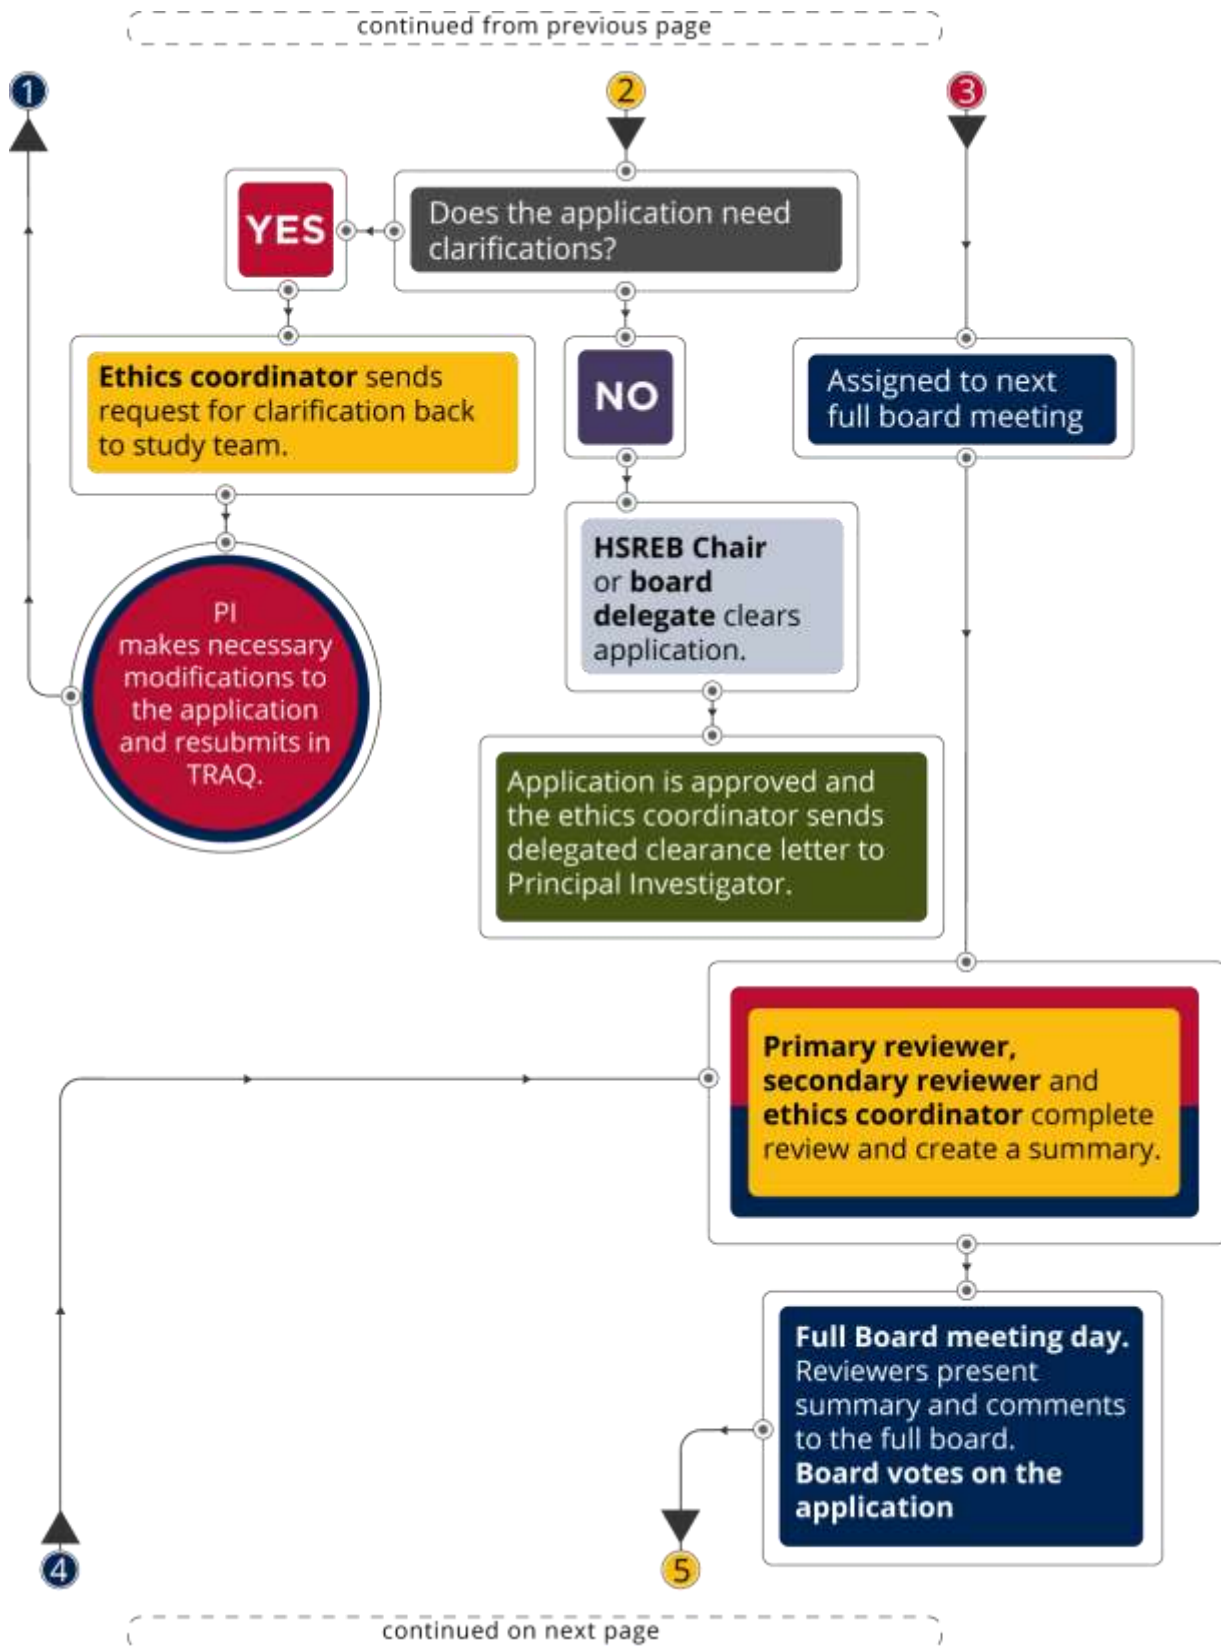 continued from previous page
1
2
3
YES
Does the application need
clarifications?
Ethics coordinator sends
request for clarification back
to study team.
NO
Assigned to next
full board meeting
PI
makes necessary
modifications to
the application
and resubmits in
TRAQ.
HSREB Chair
or board
delegate clears
application.
Application is approved and
the ethics coordinator sends
delegated clearance letter to
Principal Investigator.
Primary reviewer,
secondary reviewer and
ethics coordinator complete
review and create a summary.
Full Board meeting day.
Reviewers present
summary and comments
to the full board.
Board votes on the
application
4
5
continued on next page